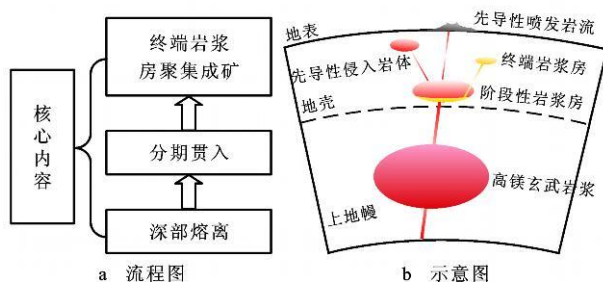 核心内容
终端岩浆
房聚集成矿
分期贯入
深部熔离
a 流程图
地表
先导性喷发岩流
先导性侵入岩体
终端岩浆房
地壳
阶段性岩浆房
高镁玄武岩浆
上地幔
b 示意图